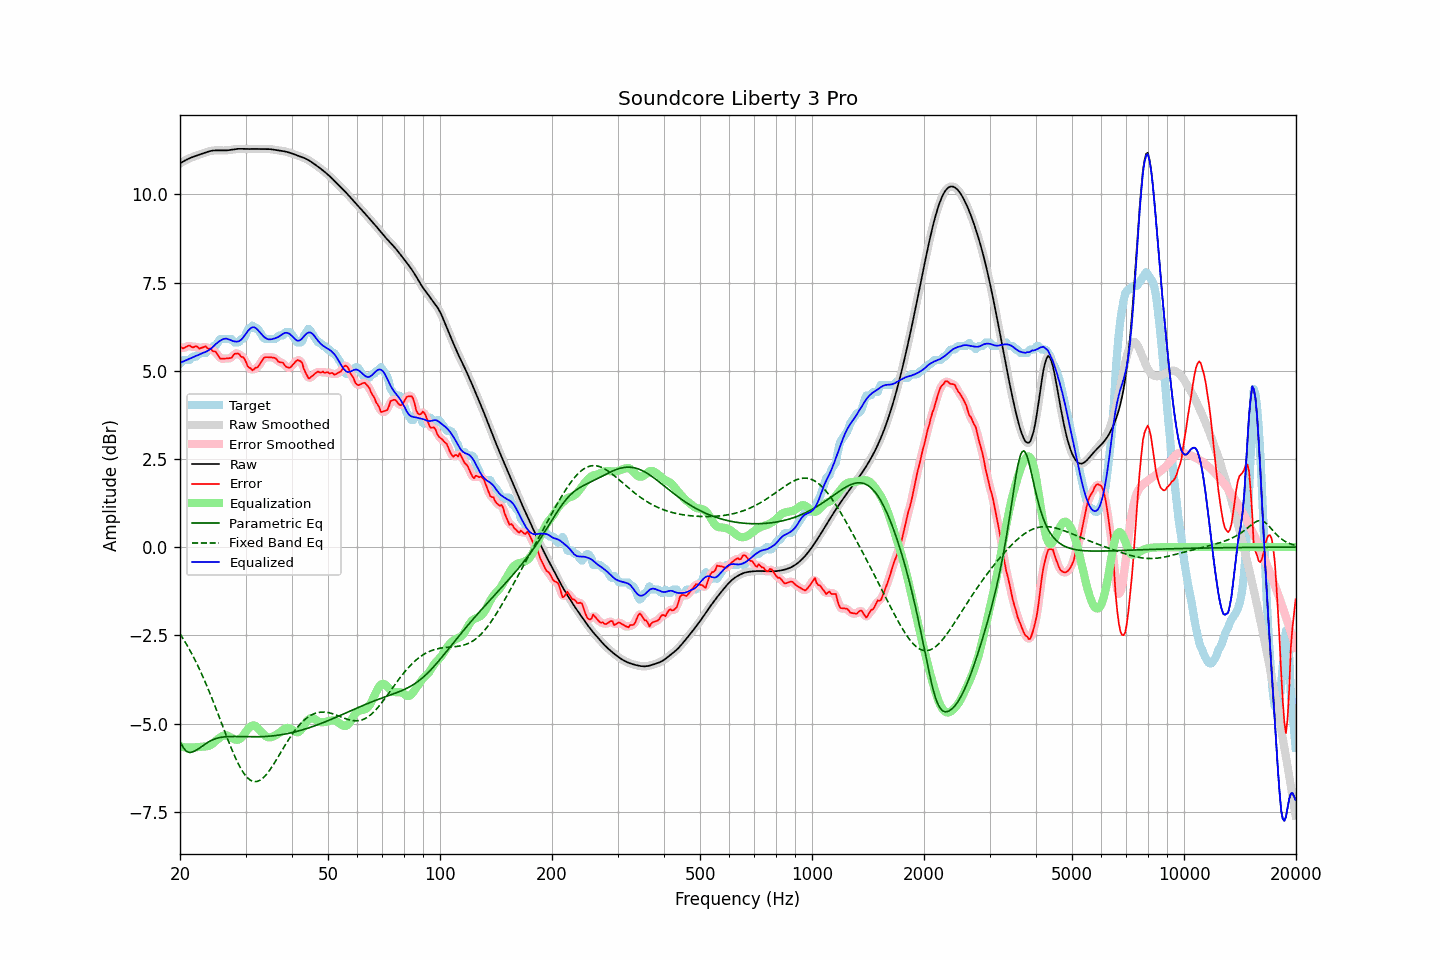 Soundcore Liberty 3 Pro
Amplitude (dBr)
10.0
7.5
5.0
2.5
0.0
−2.5
−5.0
−7.5
Target
Raw Smoothed
Error Smoothed
Raw
Error
Equalization
Parametric Eq
Fixed Band Eq
Equalized
20 50 100 200 500 1000 2000 5000 10000 20000
Frequency (Hz)